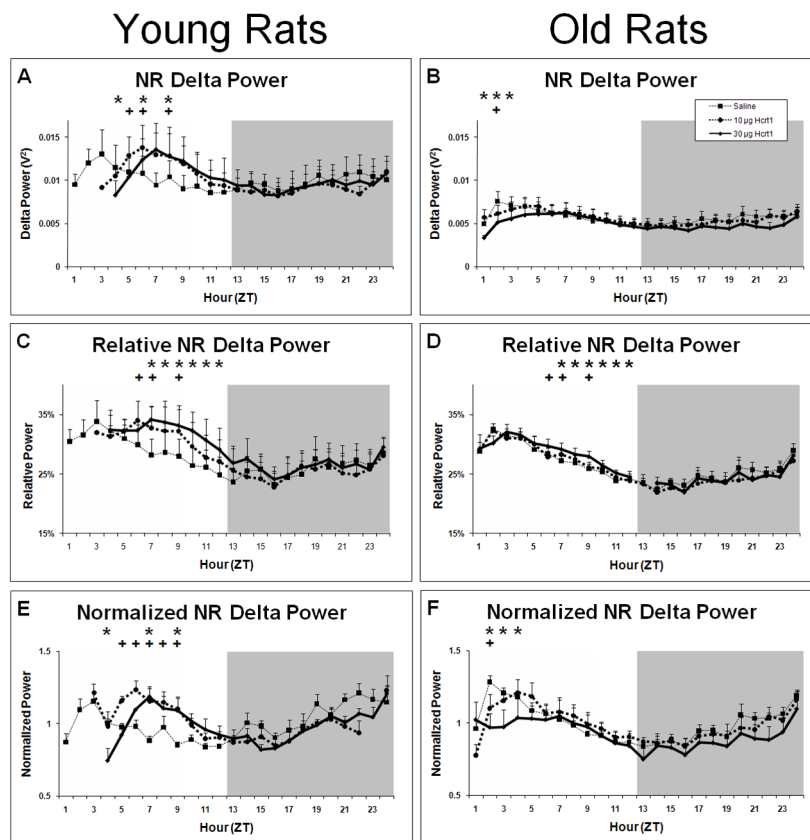 Young Rats
Old Rats
A
NR Delta Power
* * *
+ + +
0.015
0.01
0.005
0
Delta Power (V²)
1 3 5 7 9 11 13 15 17 19 21 23
Hour (ZT)
B
NR Delta Power
* * *
+
Saline
10 µg Hcrt1
30 µg Hcrt1
0.015
0.01
0.005
0
Delta Power (V²)
1 3 5 7 9 11 13 15 17 19 21 23
Hour (ZT)
C
Relative NR Delta Power
* * * * * *
+ + +
35%
25%
15%
Relative Power
1 3 5 7 9 11 13 15 17 19 21 23
Hour (ZT)
D
Relative NR Delta Power
* * * * * *
+ + +
35%
25%
15%
Relative Power
1 3 5 7 9 11 13 15 17 19 21 23
Hour (ZT)
E
Normalized NR Delta Power
* * *
+ + + + +
1.5
1
0.5
Normalized Power
1 3 5 7 9 11 13 15 17 19 21 23
Hour (ZT)
F
Normalized NR Delta Power
* * *
+
1.5
1
0.5
Normalized Power
1 3 5 7 9 11 13 15 17 19 21 23
Hour (ZT)